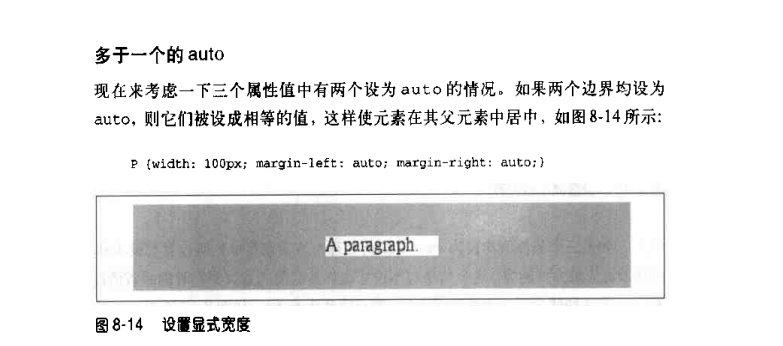 多于一个的 auto
现在来考虑一下三个属性值中有两个设为 auto 的情况。如果两个边界均设为
auto，则它们被设成相等的值，这样使元素在其父元素中居中，如图 8-14 所示：
P {width: 100px; margin-left: auto; margin-right: auto;}
A paragraph.
图 8-14 设置显式宽度